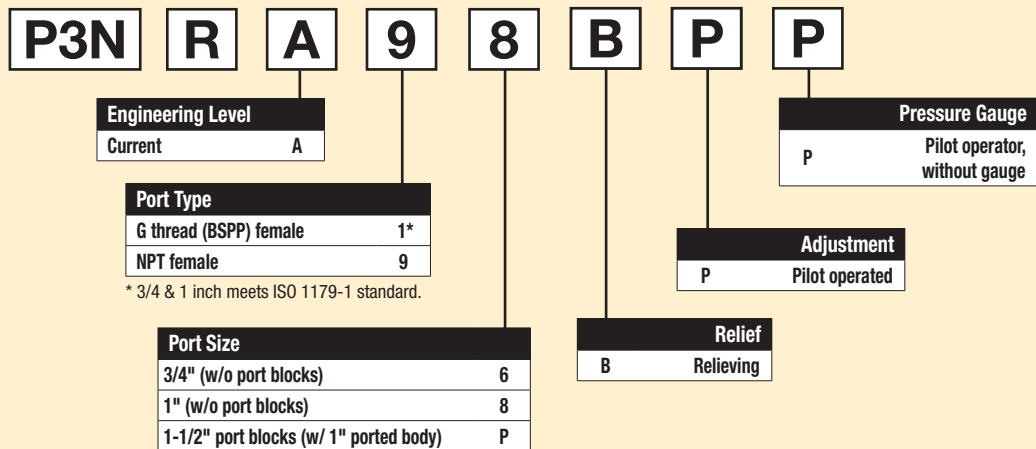 P3N R A 9 8 B P P
Engineering Level
Current A
Port Type
G thread (BSPP) female 1*
NPT female 9
* 3/4 & 1 inch meets ISO 1179-1 standard.
Port Size
3/4" (w/o port blocks) 6
1" (w/o port blocks) 8
1-1/2" port blocks (w/ 1" ported body) P
Relief
B Relieving
Adjustment
P Pilot operated
Pressure Gauge
P Pilot operator,
without gauge